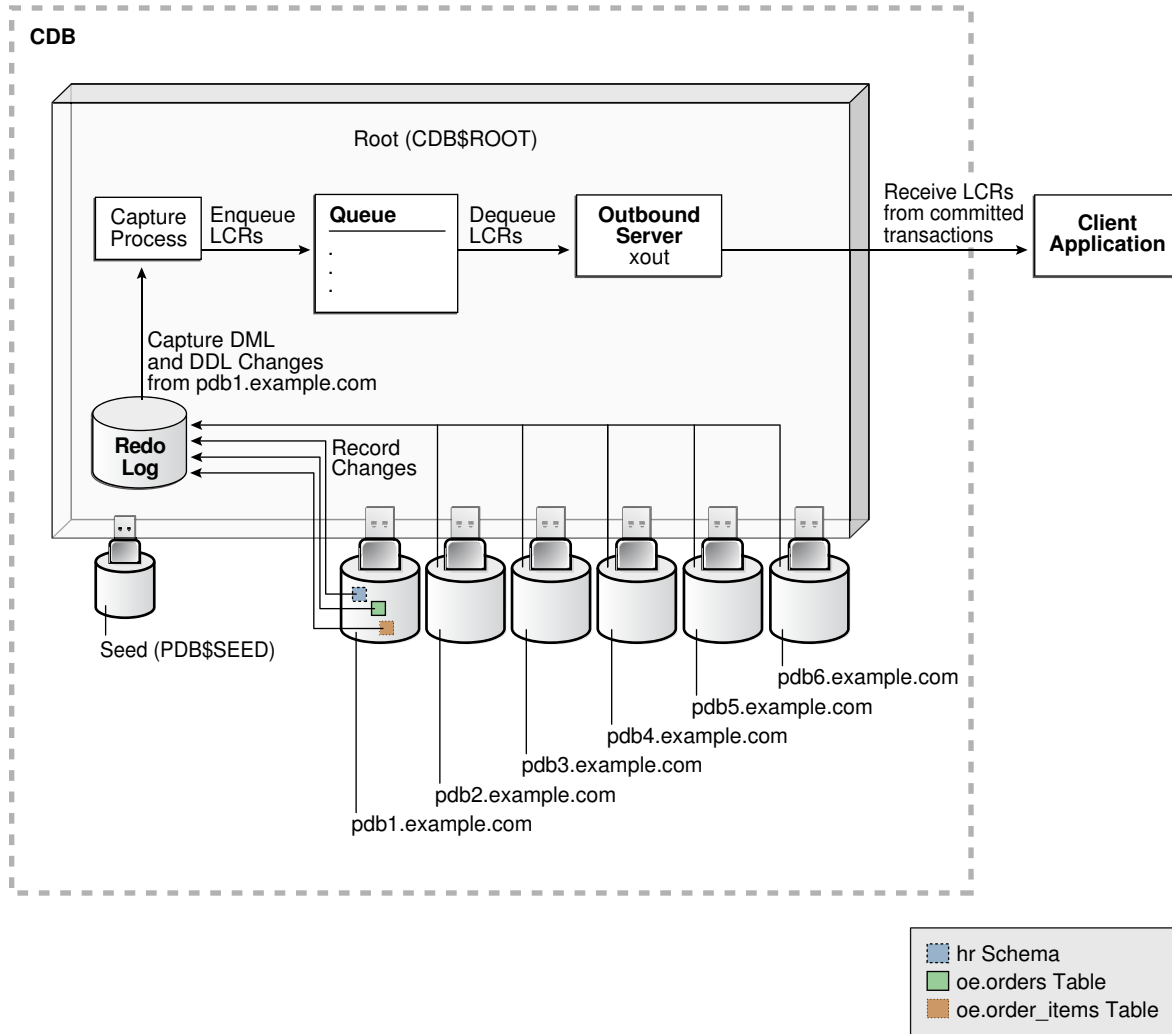 CDB
Root (CDB$ROOT)
Capture
Process
Enqueue
LCRs
Queue
.
.
.
Dequeue
LCRs
Outbound
Server
xout
Receive LCRs
from committed
transactions
Client
Application
Capture DML
and DDL Changes
from pdb1.example.com
Redo
Log
Record
Changes
Seed (PDB$SEED)
pdb6.example.com
pdb5.example.com
pdb4.example.com
pdb3.example.com
pdb2.example.com
pdb1.example.com
hr Schema
oe.orders Table
oe.order_items Table